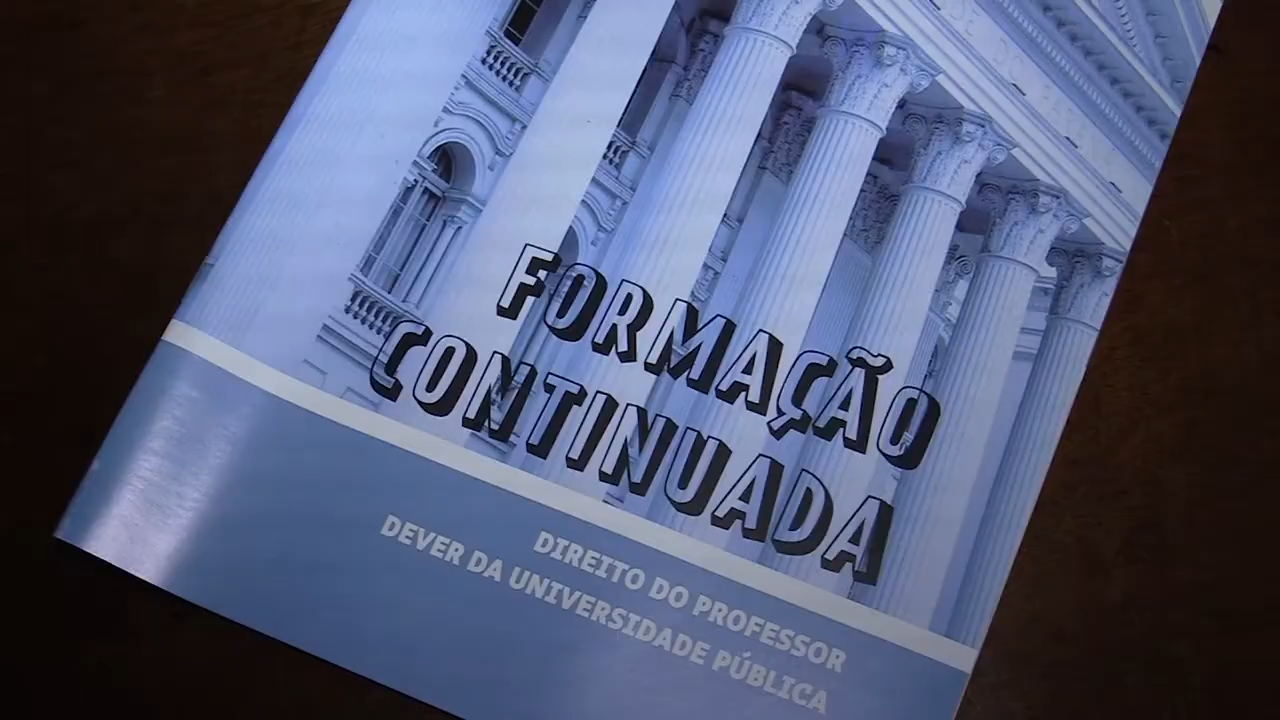 FORMAÇÃO
CONTINUADA
DIREITO DO PROFESSOR
DEVER DA UNIVERSIDADE PÚBLICA